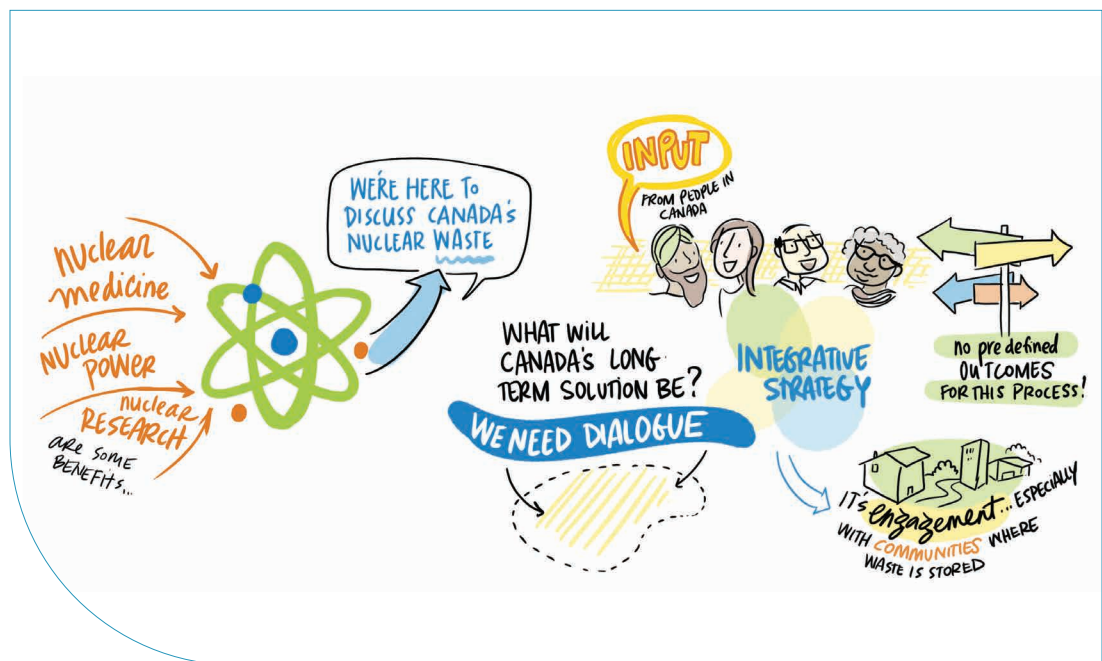 nuclear
medicine
NUCLEAR
POWER
nuclear
RESEARCH
ARE SOME
BENEFITS...
WE'RE HERE TO
DISCUSS CANADA'S
NUCLEAR WASTE
INPUT
FROM PEOPLE IN
CANADA
WHAT WILL
CANADA'S LONG
TERM SOLUTION BE?
WE NEED DIALOGUE
INTEGRATIVE
STRATEGY
no predefined
OUTCOMES
FOR THIS PROCESS!
IT'S engagement... ESPECIALLY
WITH COMMUNITIES WHERE
WASTE IS STORED